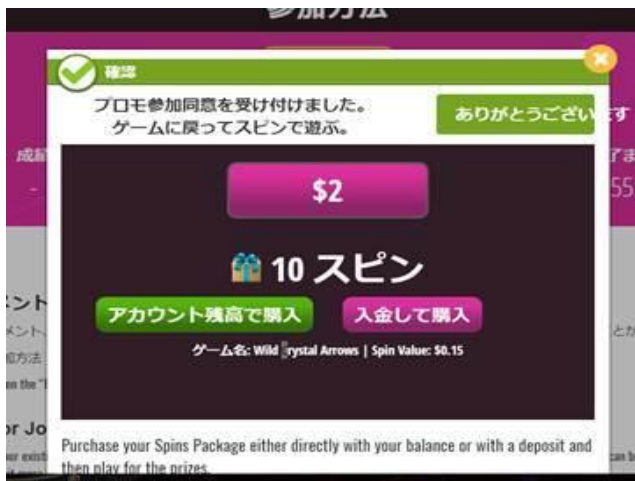 参加方法
確認
プロモ参加同意を受け付けました。
ゲームに戻ってスピンで遊ぶ。
ありがとうございます
$2
10 スピン
アカウント残高で購入
入金して購入
ゲーム名: Wild rystal Arrows | Spin Value: $0.15
Purchase your Spins Package either directly with your balance or with a deposit and
then play for the prizes.